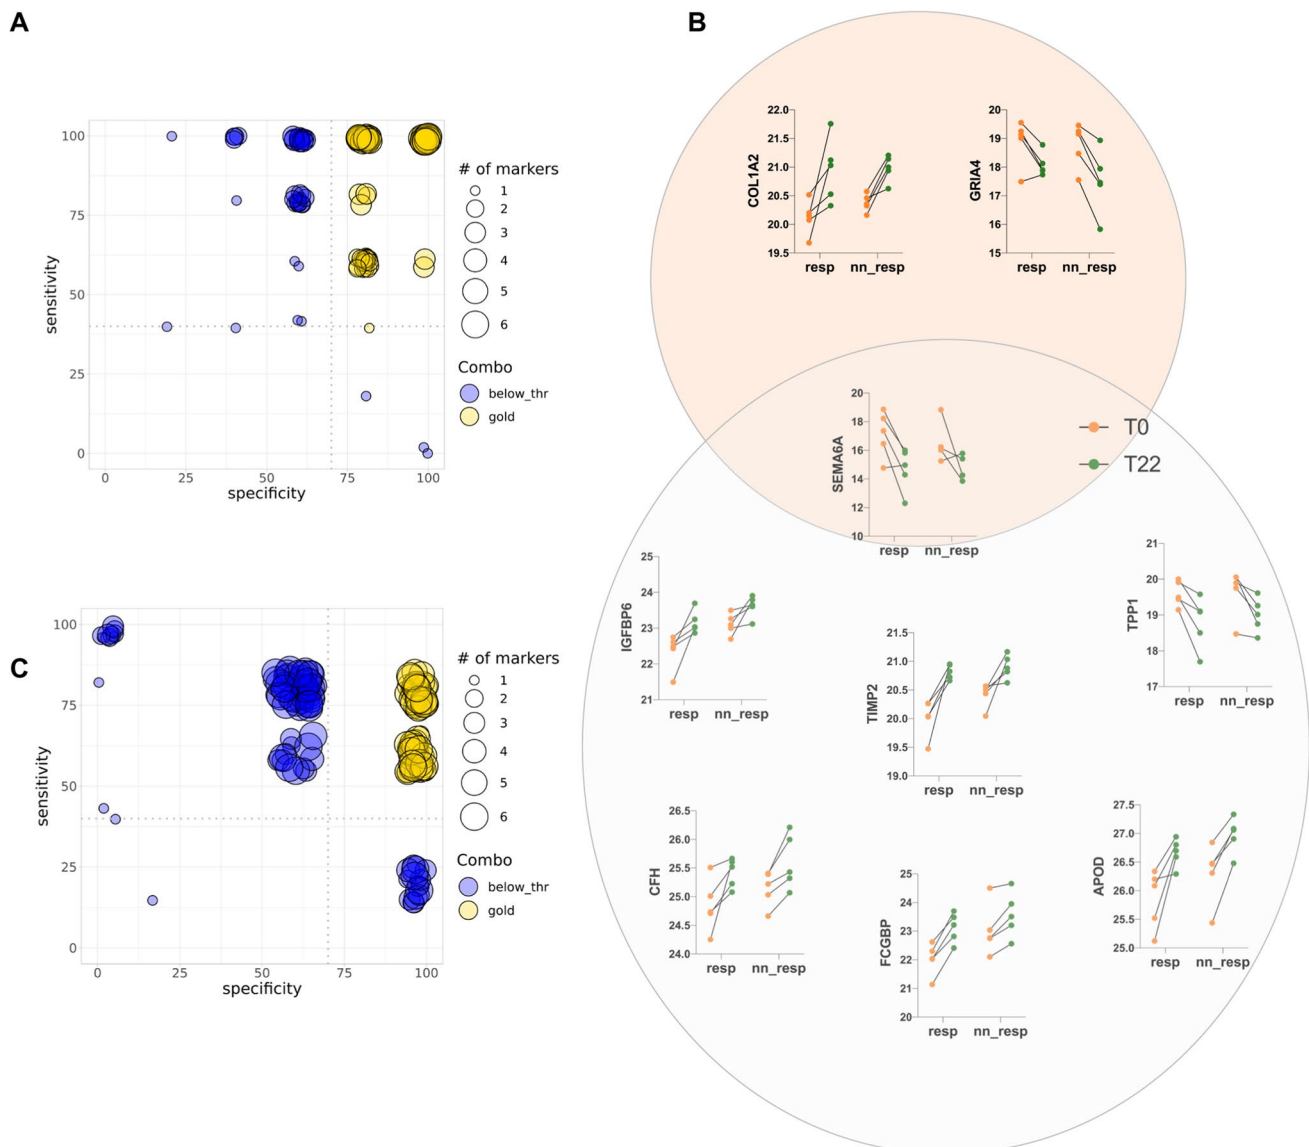 A
B
100
75
50
25
0
sensitivity
0
25
50
75
100
specificity
# of markers
1
2
3
4
5
6
Combo
below_thr
gold
COL1A2
22.0
21.5
21.0
20.5
20.0
19.5
resp
nn_resp
GRIA4
20
19
18
17
16
15
resp
nn_resp
SEMA6A
20
18
16
14
12
10
resp
nn_resp
T0
T22
C
100
75
50
25
0
sensitivity
0
25
50
75
100
specificity
# of markers
1
2
3
4
5
6
Combo
below_thr
gold
IGFBP6
25
24
23
22
21
resp
nn_resp
TIMP2
21.5
21.0
20.5
20.0
19.5
19.0
resp
nn_resp
TPP1
21
20
19
18
17
resp
nn_resp
CFH
26.5
26.0
25.5
25.0
24.5
24.0
resp
nn_resp
FCGBP
25
24
23
22
21
20
resp
nn_resp
APOD
27.5
27.0
26.5
26.0
25.5
25.0
resp
nn_resp